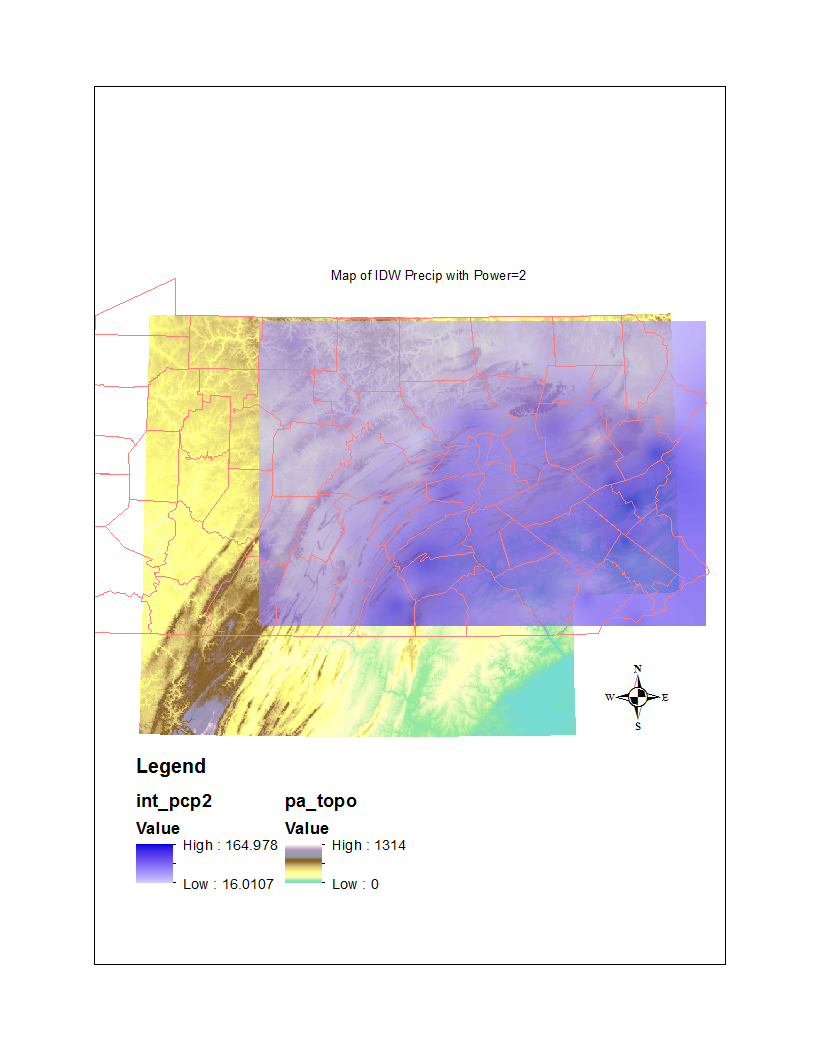 Map of IDW Precip with Power=2
N
W E
S
Legend
int_pcp2 pa_topo
Value Value
High : 164.978 High : 1314
Low : 16.0107 Low : 0